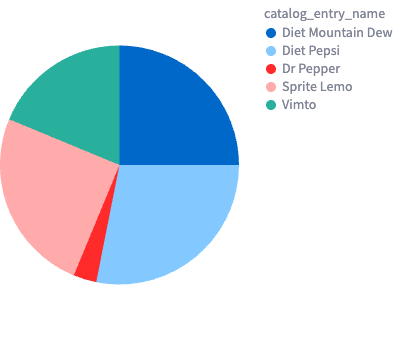 catalog_entry_name
Diet Mountain Dew
Diet Pepsi
Dr Pepper
Sprite Lemo
Vimto